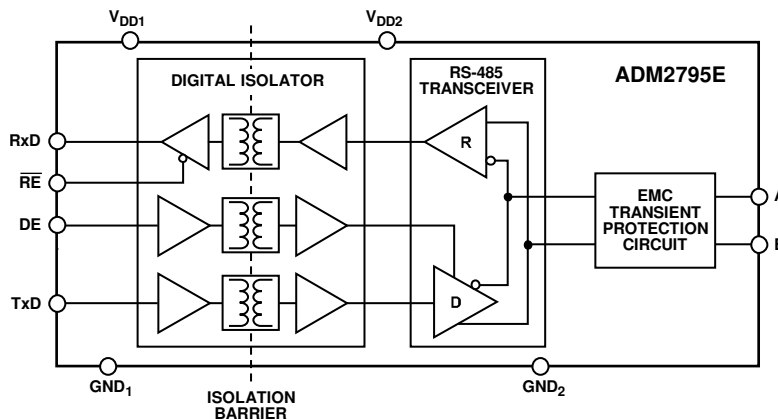 VDD1
VDD2
DIGITAL ISOLATOR
RS-485
TRANSCEIVER
ADM2795E
RxD
R
RE
DE
EMC
TRANSIENT
PROTECTION
CIRCUIT
A
TxD
D
GND1
GND2
ISOLATION
BARRIER